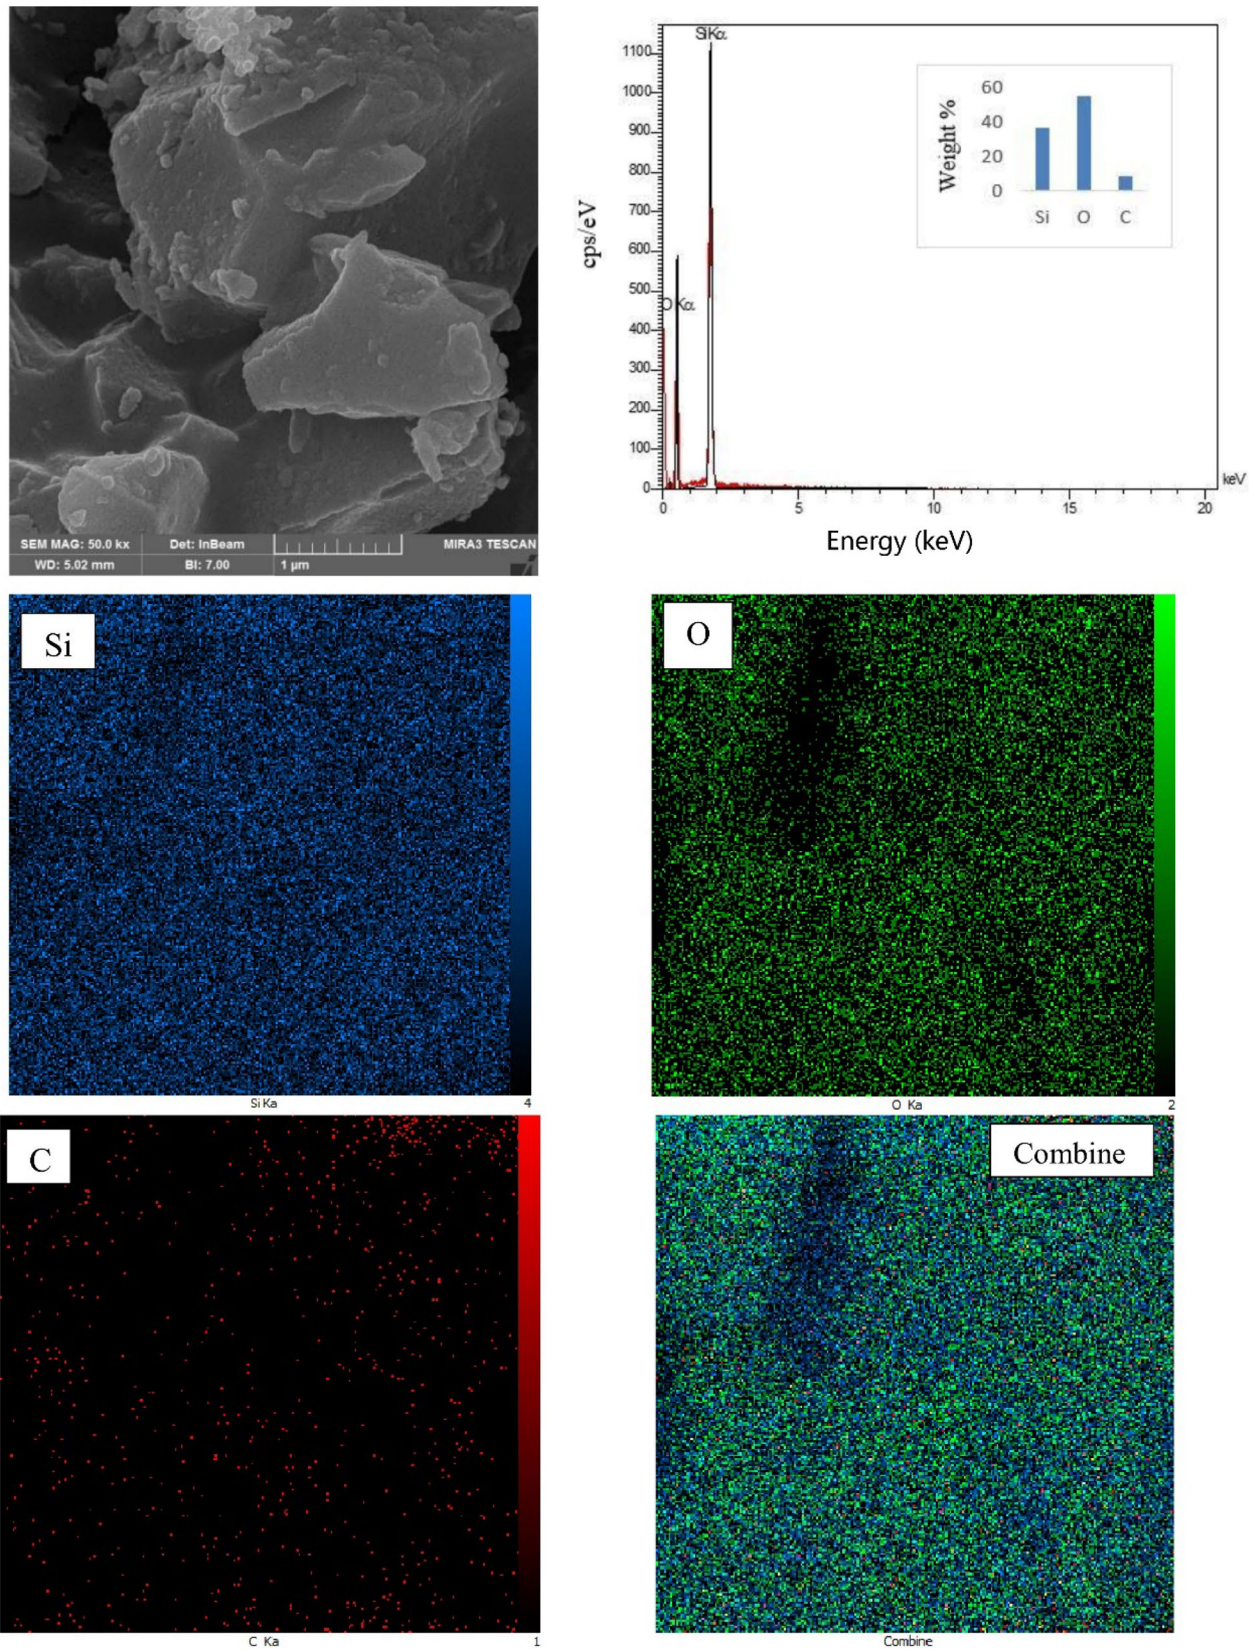 SEM MAG: 50.0 kx
Det: InBeam
MIRA3 TESCAN
WD: 5.02 mm
BI: 7.00
1 µm
SiKα
1100
1000
900
800
700
600
500
400
300
200
100
0
cps/eV
O Kα
0
5
10
15
20
keV
Energy (keV)
60
40
20
0
Weight %
Si
O
C
Si
Si Ka
4
O
O Ka
2
C
C Ka
1
Combine
Combine